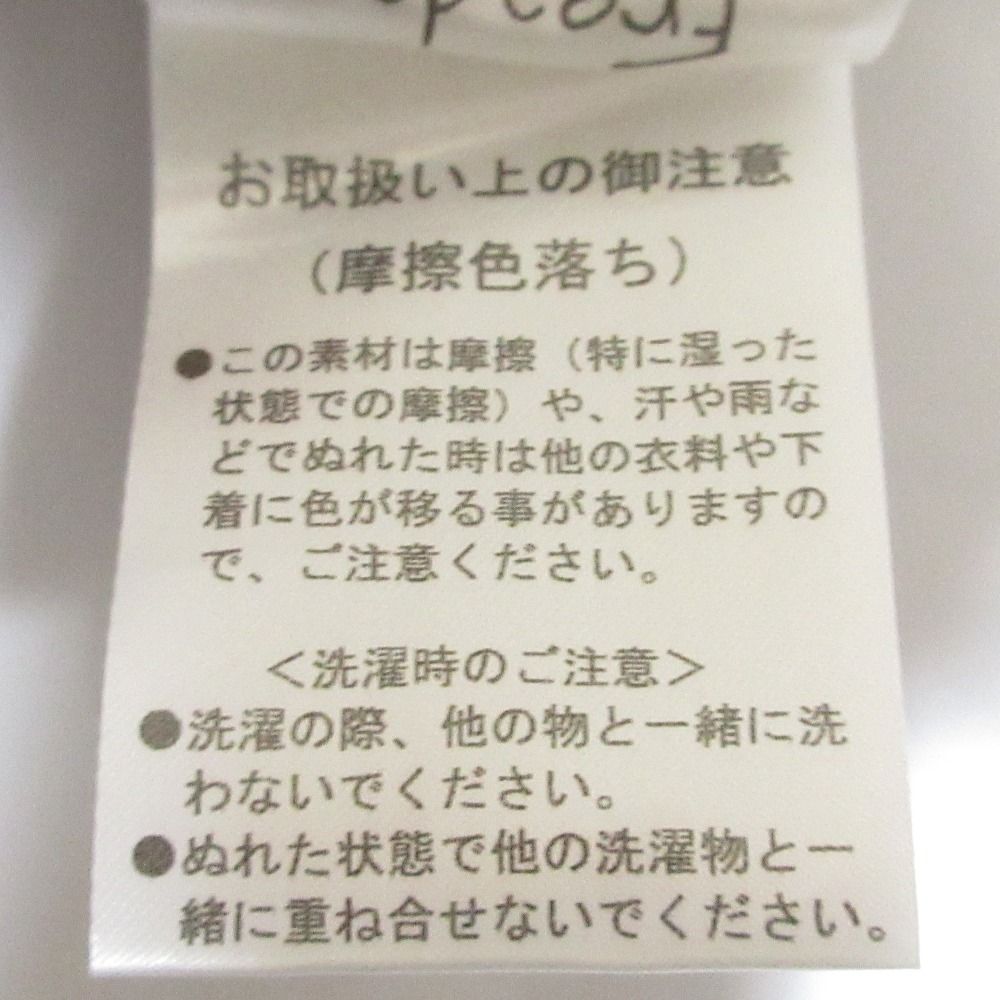 お取扱い上の御注意
（摩擦色落ち）
●この素材は摩擦（特に湿った
状態での摩擦）や、汗や雨な
どでぬれた時は他の衣料や下
着に色が移る事がありますの
で、ご注意ください。
＜洗濯時のご注意＞
●洗濯の際、他の物と一緒に洗
わないでください。
●ぬれた状態で他の洗濯物と一
緒に重ね合せないでください。